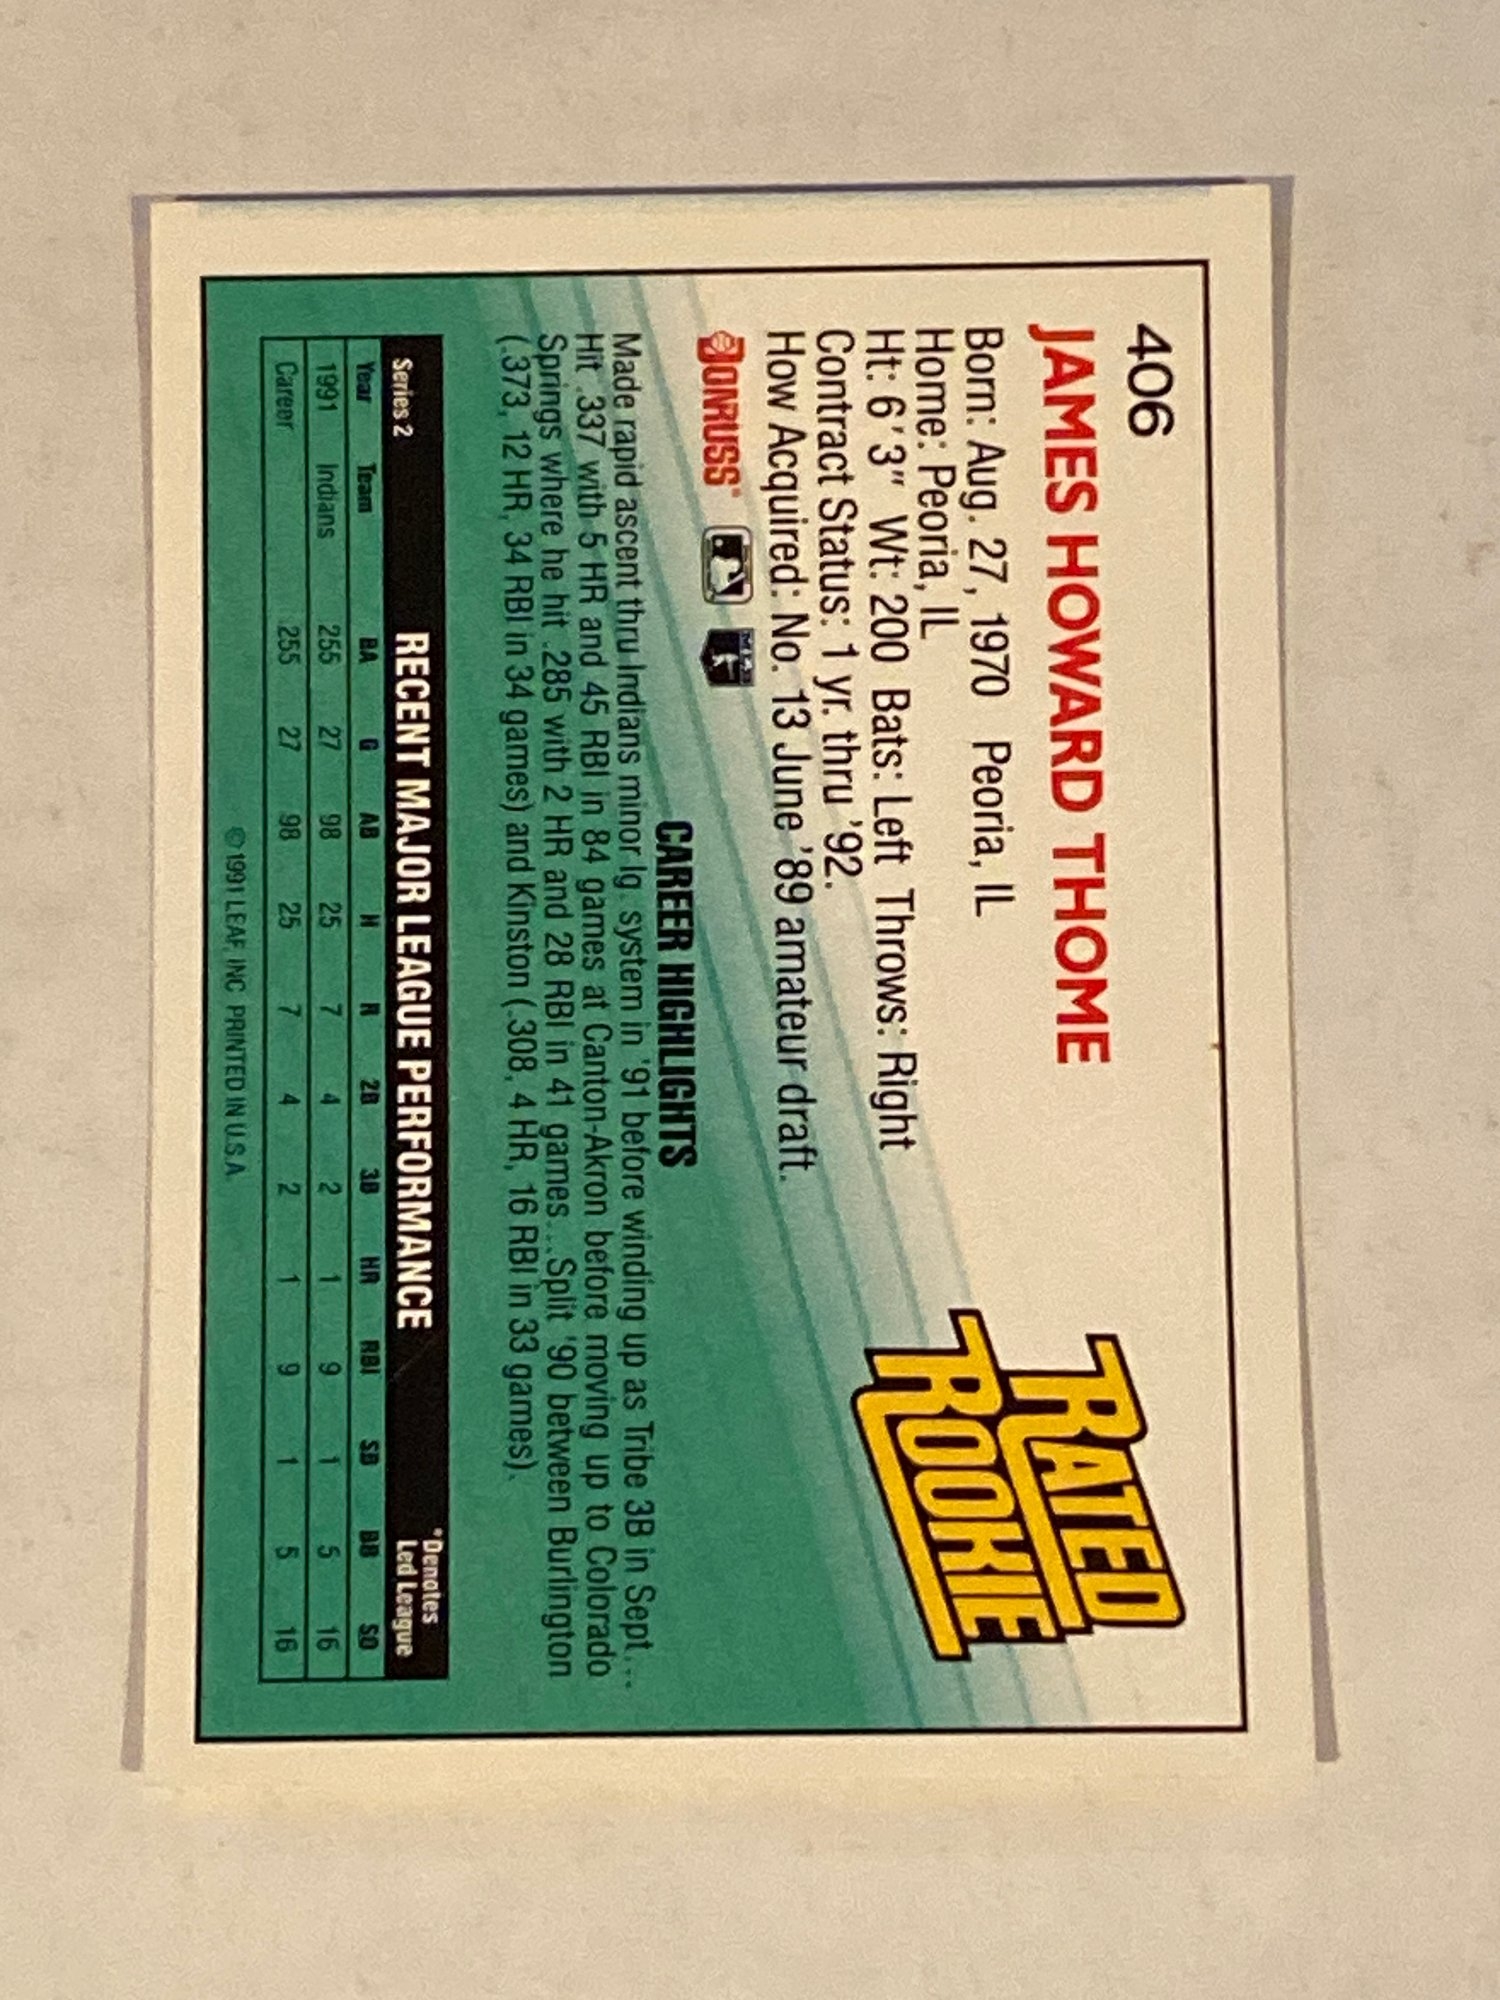 406
JAMES HOWARD THOME
RATED
ROOKIE
Born: Aug. 27, 1970 Peoria, IL
Home: Peoria, IL
Ht: 6'3" Wt: 200 Bats: Left Throws: Right
Contract Status: 1 yr. thru '92.
How Acquired: No. 13 June '89 amateur draft.
DONRUSS
CAREER HIGHLIGHTS
Made rapid ascent thru Indians minor lg. system in '91 before winding up as Tribe 3B in Sept...
Hit .337 with 5 HR and 45 RBI in 84 games at Canton-Akron before moving up to Colorado
Springs where he hit .285 with 2 HR and 28 RBI in 41 games...Split '90 between Burlington
(.373, 12 HR, 34 RBI in 34 games) and Kinston (.308, 4 HR, 16 RBI in 33 games).
Series 2 RECENT MAJOR LEAGUE PERFORMANCE *Denotes Led League
Year Team BA G AB H R 2B 3B HR RBI SB BB SO
1991 Indians .255 27 98 25 7 4 2 1 9 1 5 16
Career .255 27 98 25 7 4 2 1 9 1 5 16
©1991 LEAF, INC. PRINTED IN U.S.A.